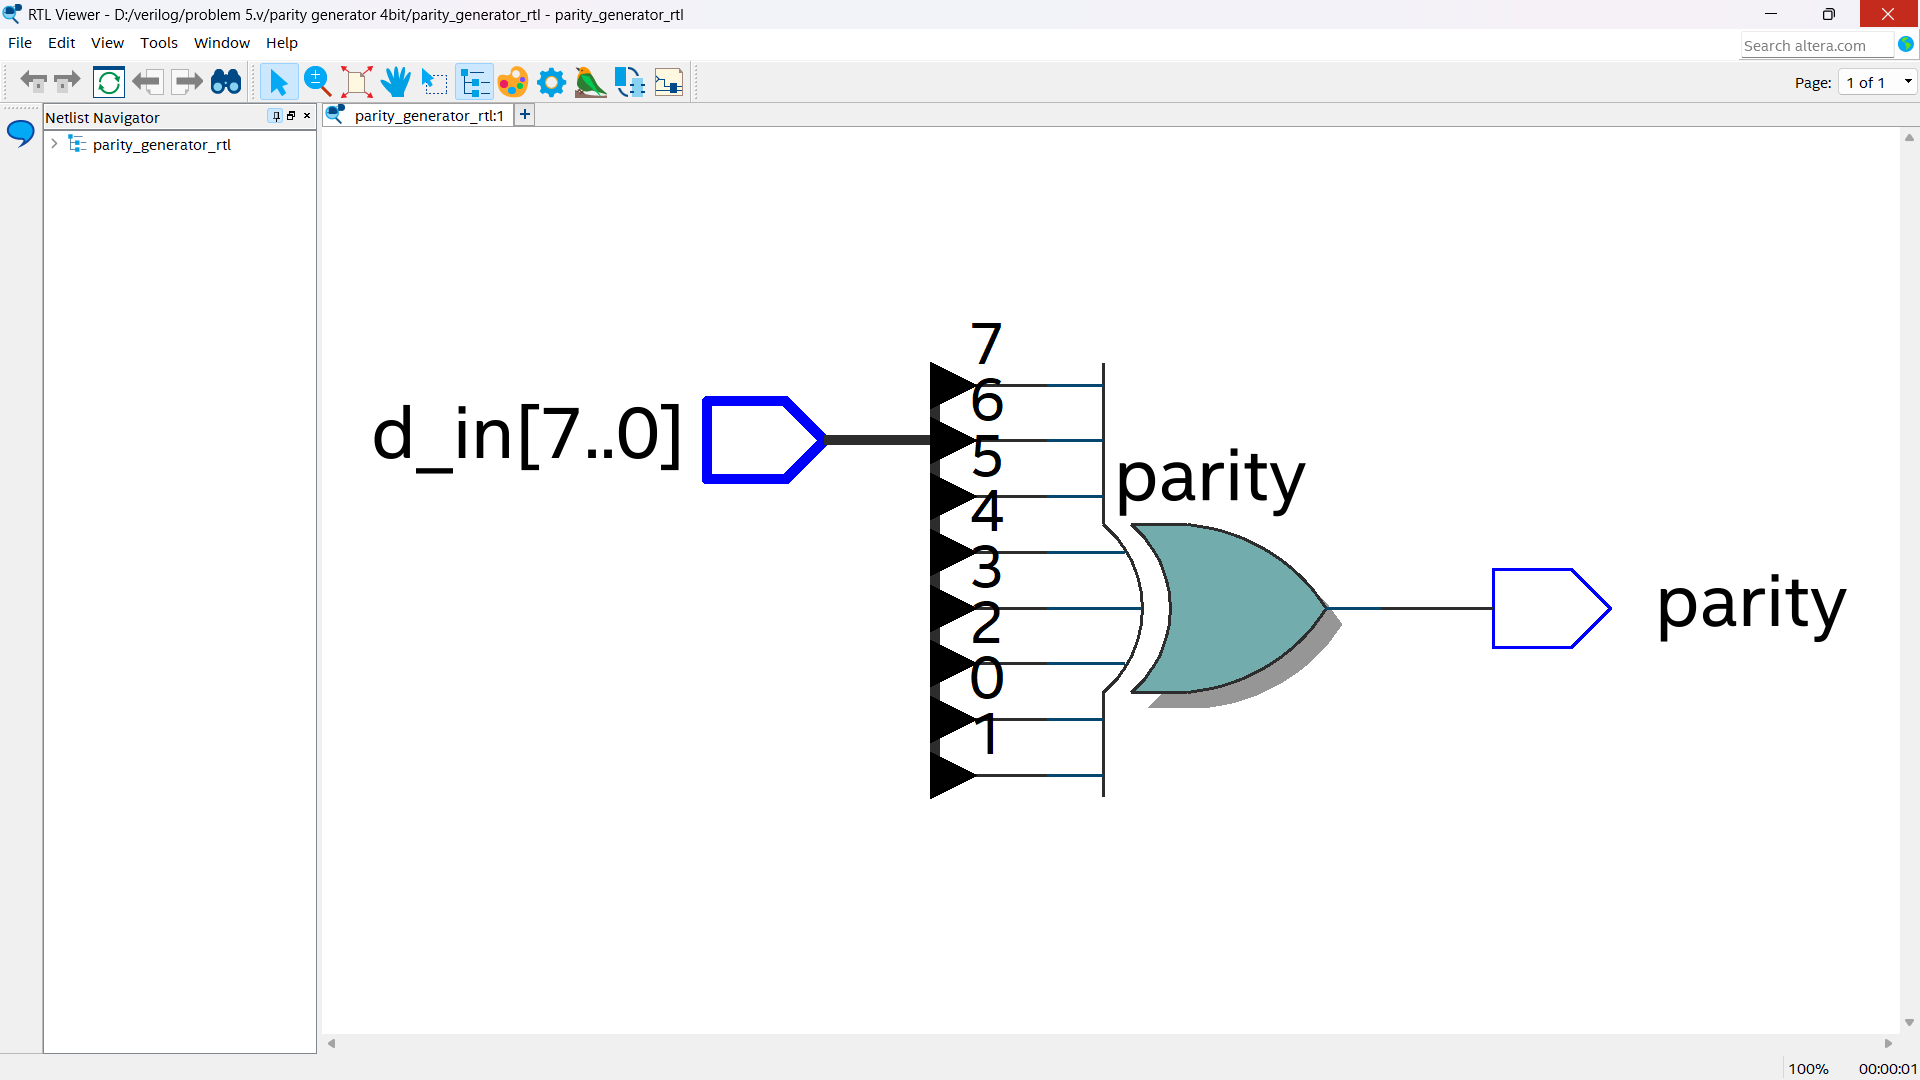 RTL Viewer - D:/verilog/problem 5.v/parity generator 4bit/parity_generator_rtl - parity_generator_rtl
File Edit View Tools Window Help
Search altera.com
Page: 1 of 1
Netlist Navigator
parity_generator_rtl:1
parity_generator_rtl
7
6
d_in[7..0]
5
parity
4
3
parity
2
0
1
100% 00:00:01